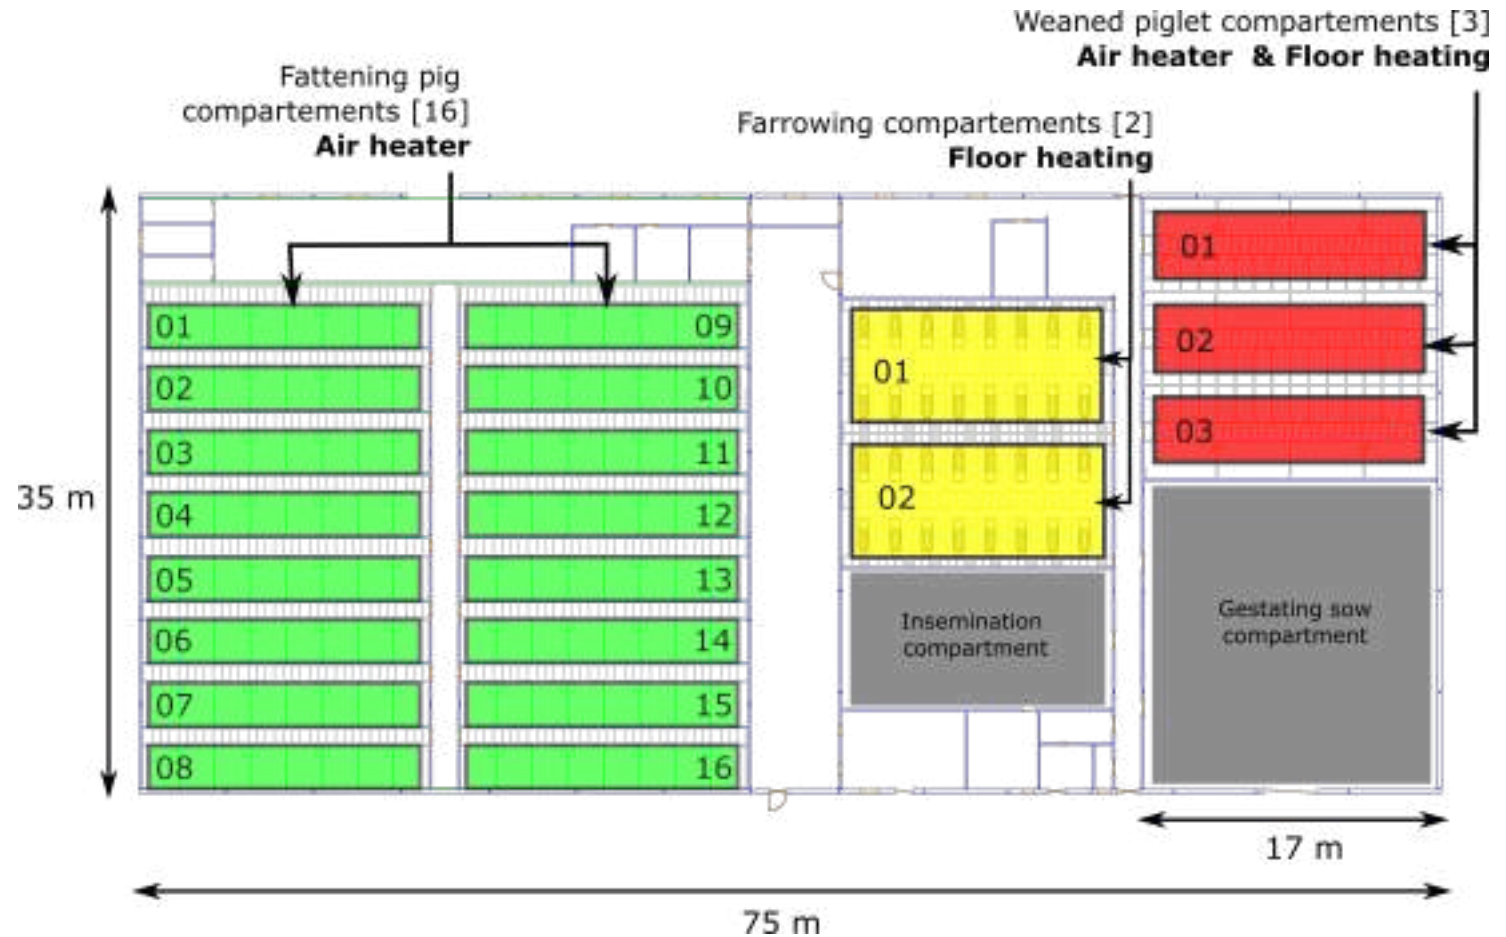 Weaned piglet compartements [3]
Air heater & Floor heating
Fattening pig
compartements [16]
Air heater
Farrowing compartements [2]
Floor heating
01
02
03
04
05
06
07
08
09
10
11
12
13
14
15
16
01
02
01
02
03
Insemination
compartment
Gestating sow
compartment
35 m
17 m
75 m